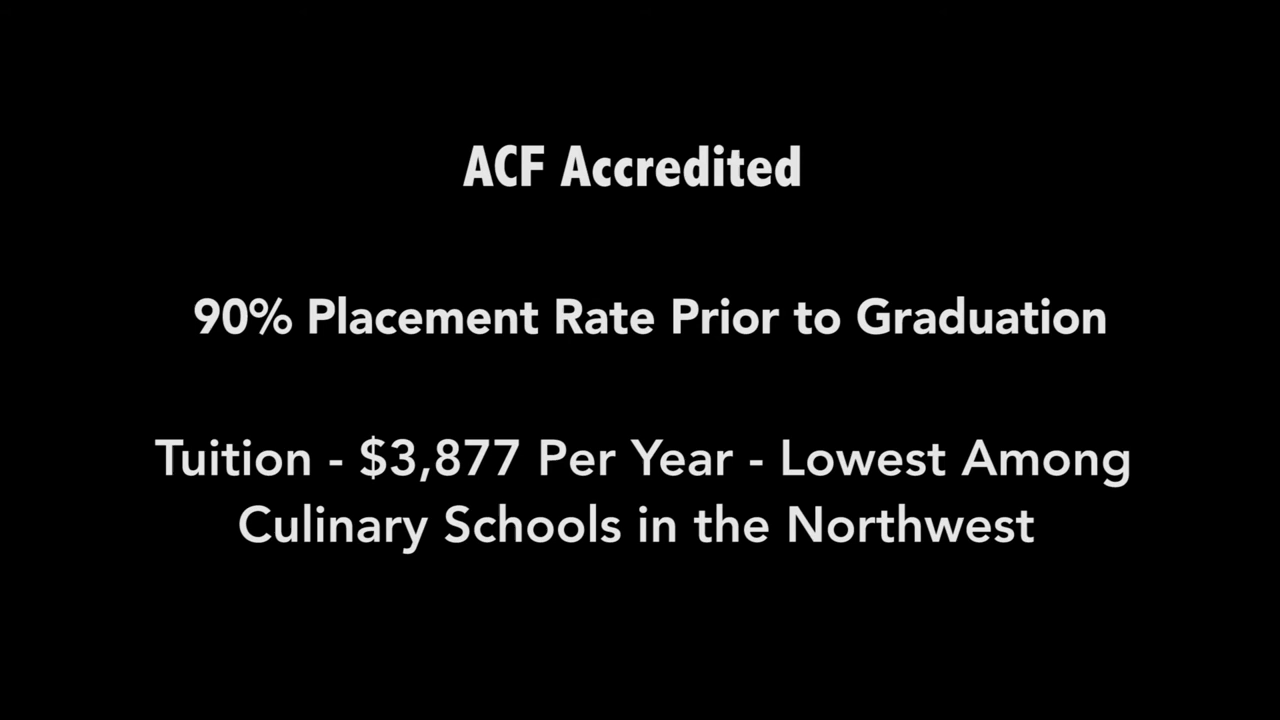 ACF Accredited
90% Placement Rate Prior to Graduation
Tuition - $3,877 Per Year - Lowest Among
Culinary Schools in the Northwest